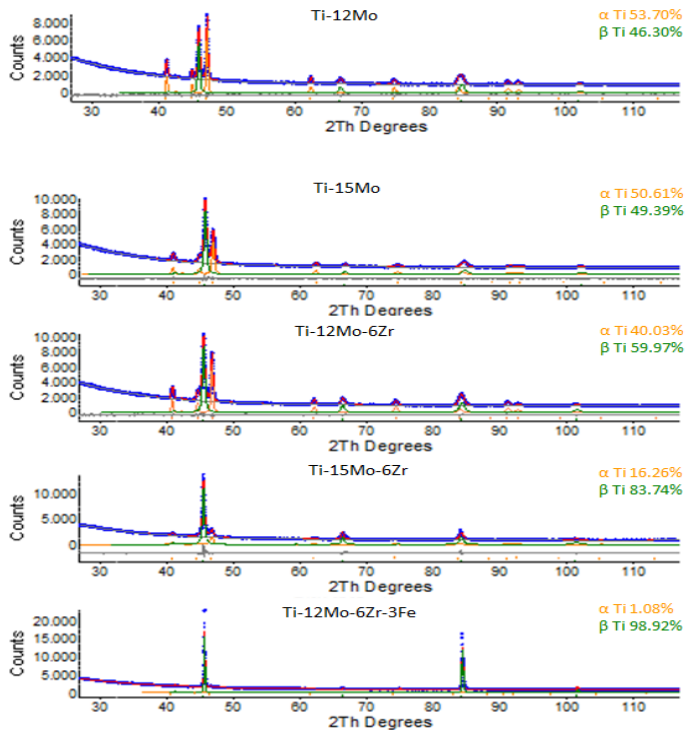 Ti-12Mo
α Ti 53.70%
β Ti 46.30%
Counts
8.000
6.000
4.000
2.000
0
30 40 50 60 70 80 90 100 110
2Th Degrees
Ti-15Mo
α Ti 50.61%
β Ti 49.39%
Counts
10.000
8.000
6.000
4.000
2.000
0
30 40 50 60 70 80 90 100 110
2Th Degrees
Ti-12Mo-6Zr
α Ti 40.03%
β Ti 59.97%
Counts
10.000
8.000
6.000
4.000
2.000
0
30 40 50 60 70 80 90 100 110
2Th Degrees
Ti-15Mo-6Zr
α Ti 16.26%
β Ti 83.74%
Counts
10.000
5.000
0
30 40 50 60 70 80 90 100 110
2Th Degrees
Ti-12Mo-6Zr-3Fe
α Ti 1.08%
β Ti 98.92%
Counts
20.000
15.000
10.000
5.000
0
30 40 50 60 70 80 90 100 110
2Th Degrees